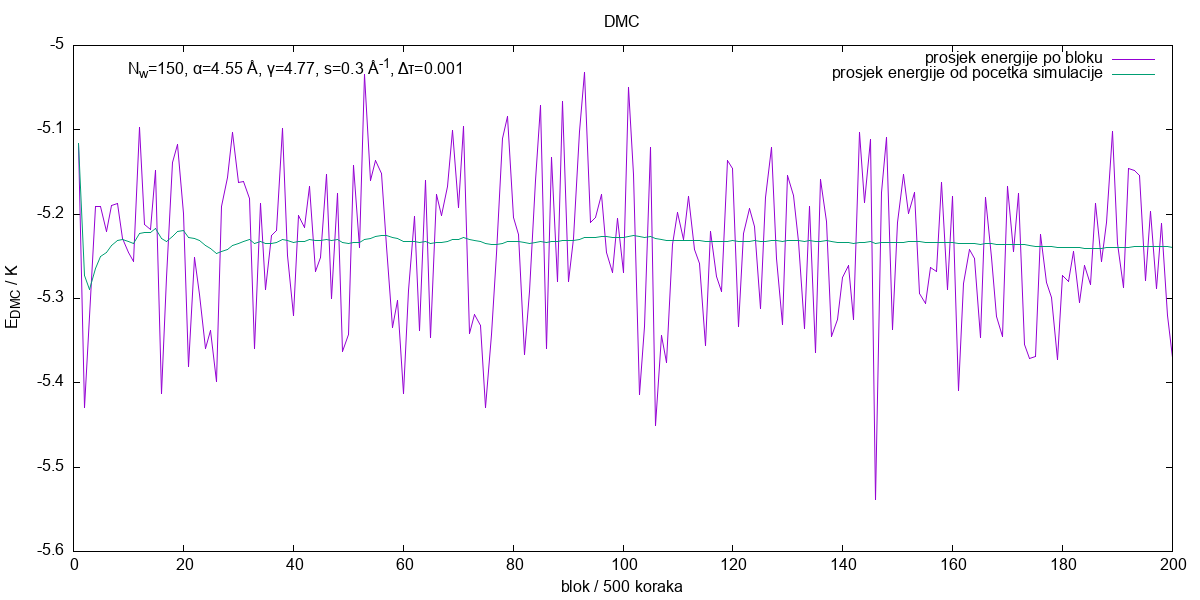 DMC
N_w=150, α=4.55 Å, γ=4.77, s=0.3 Å^-1, Δτ=0.001
prosjek energije po bloku
prosjek energije od pocetka simulacije
-5
-5.1
-5.2
-5.3
-5.4
-5.5
-5.6
E_DMC / K
0 20 40 60 80 100 120 140 160 180 200
blok / 500 koraka